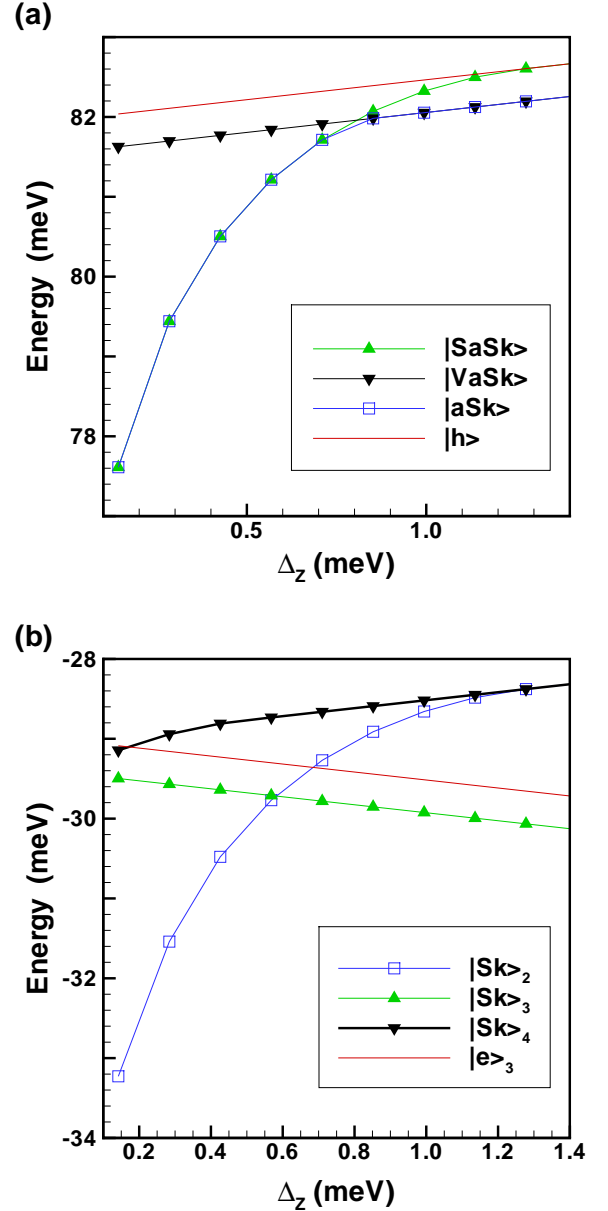 (a)
82
80
78
Energy (meV)
|SaSk>
|VaSk>
|aSk>
|h>
0.5
1.0
Δz (meV)
(b)
-28
-30
-32
-34
Energy (meV)
|Sk>2
|Sk>3
|Sk>4
|e>3
0.2
0.4
0.6
0.8
1.0
1.2
1.4
Δz (meV)